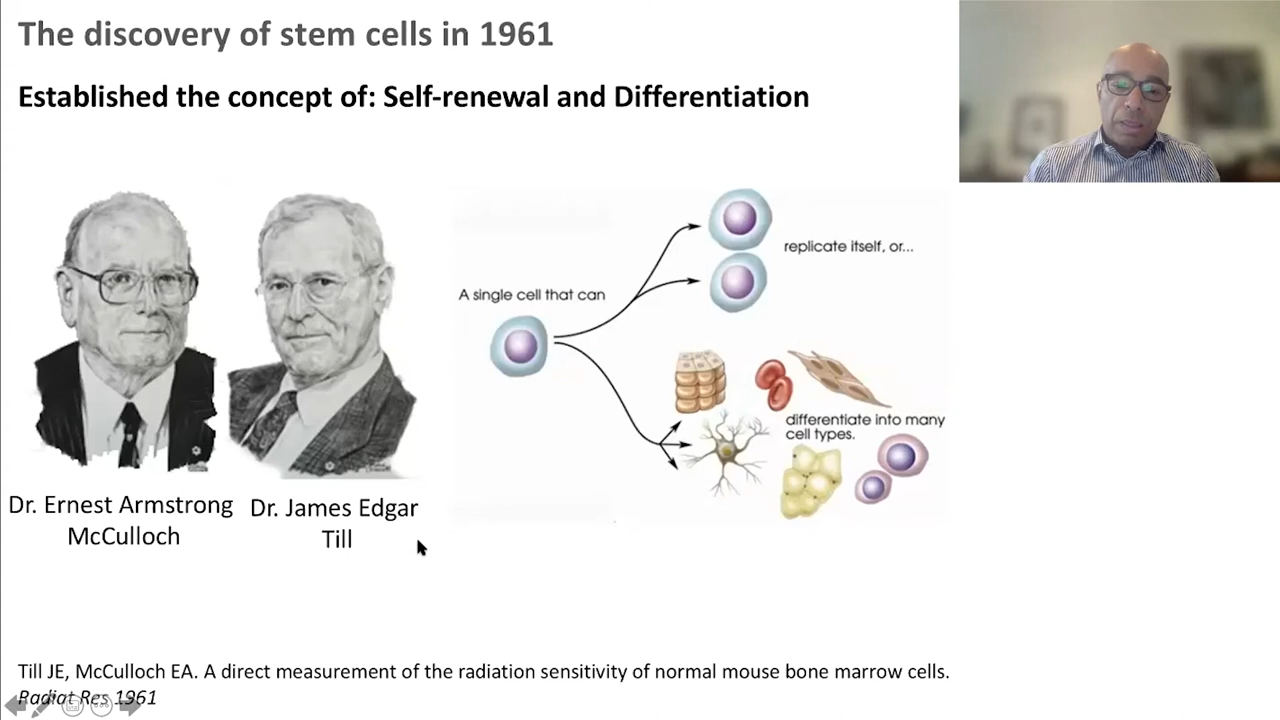 The discovery of stem cells in 1961
Established the concept of: Self-renewal and Differentiation
A single cell that can
replicate itself, or...
differentiate into many
cell types.
Dr. Ernest Armstrong
McCulloch
Dr. James Edgar
Till
Till JE, McCulloch EA. A direct measurement of the radiation sensitivity of normal mouse bone marrow cells.
Radiat Res 1961